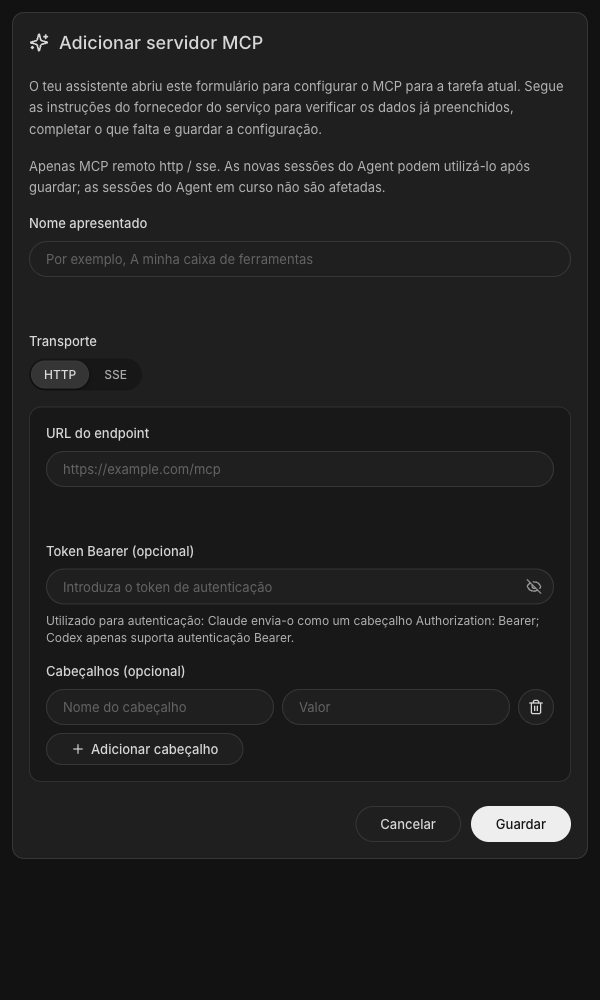 Adicionar servidor MCP
O teu assistente abriu este formulário para configurar o MCP para a tarefa atual. Segue
as instruções do fornecedor do serviço para verificar os dados já preenchidos,
completar o que falta e guardar a configuração.
Apenas MCP remoto http / sse. As novas sessões do Agent podem utilizá-lo após
guardar; as sessões do Agent em curso não são afetadas.
Nome apresentado
Por exemplo, A minha caixa de ferramentas
Transporte
HTTP SSE
URL do endpoint
https://example.com/mcp
Token Bearer (opcional)
Introduza o token de autenticação
Utilizado para autenticação: Claude envia-o como um cabeçalho Authorization: Bearer;
Codex apenas suporta autenticação Bearer.
Cabeçalhos (opcional)
Nome do cabeçalho Valor
Adicionar cabeçalho
Cancelar Guardar